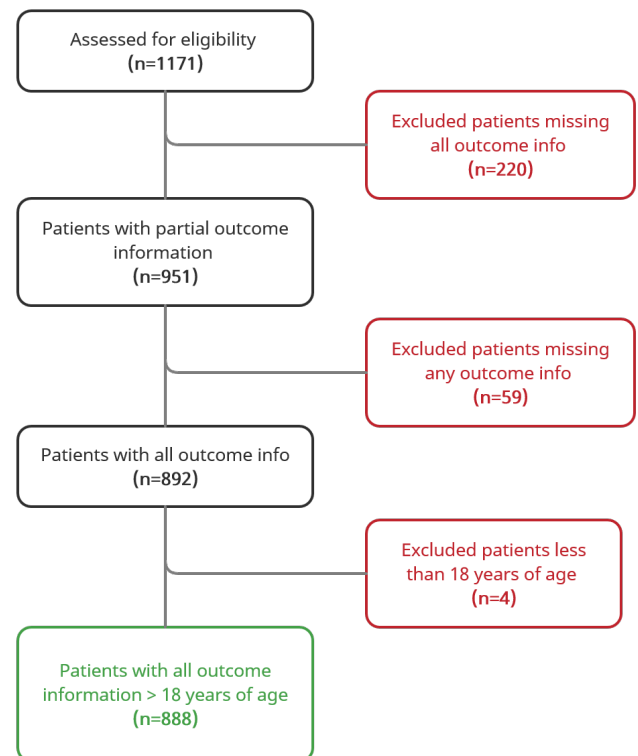 Assessed for eligibility
(n=1171)
Excluded patients missing
all outcome info
(n=220)
Patients with partial outcome
information
(n=951)
Excluded patients missing
any outcome info
(n=59)
Patients with all outcome info
(n=892)
Excluded patients less
than 18 years of age
(n=4)
Patients with all outcome
information > 18 years of age
(n=888)